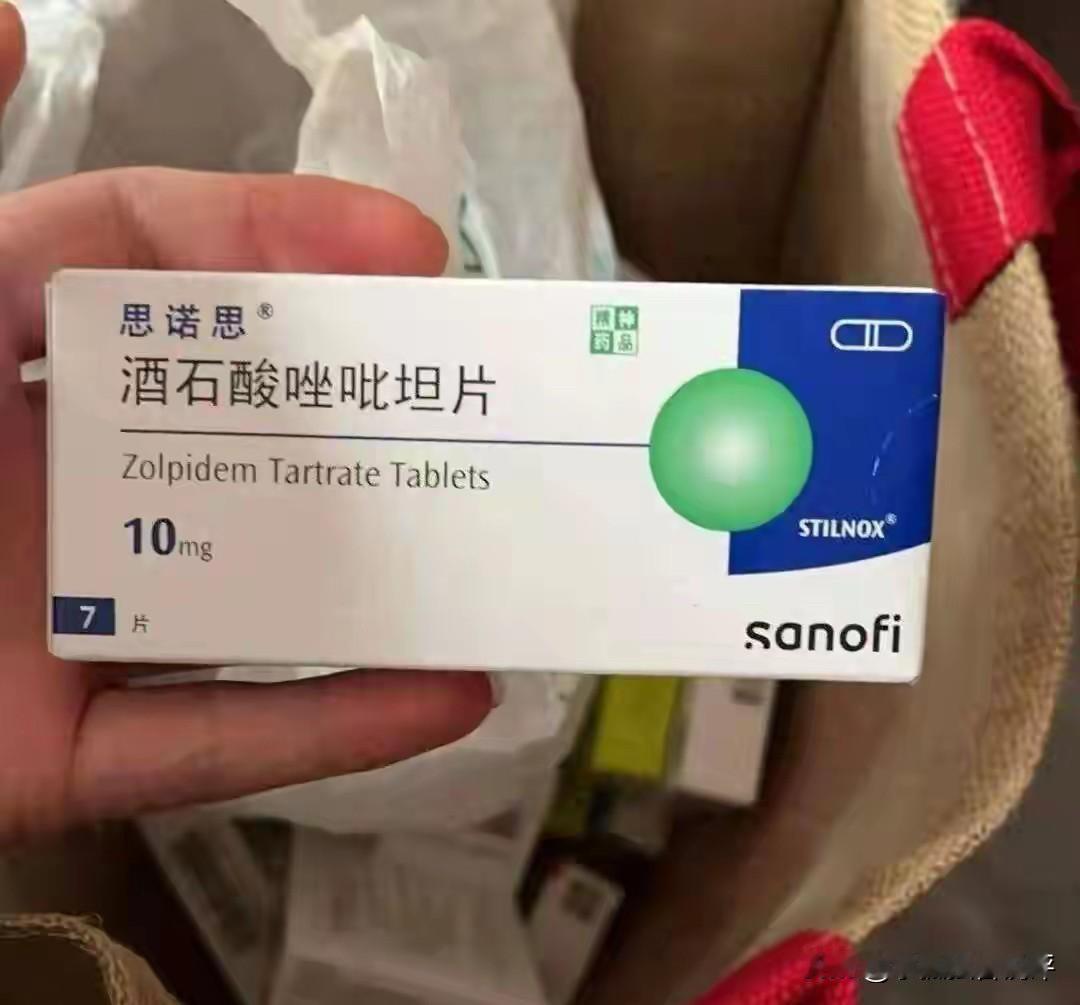 思诺思®
精神
药品
酒石酸唑吡坦片
Zolpidem Tartrate Tablets
10mg
STILNOX®
7 片
sanofi